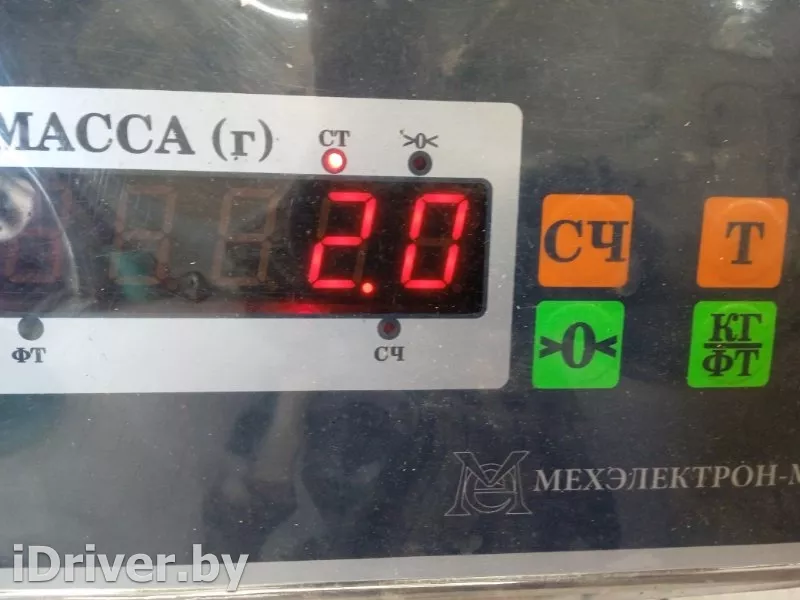 МАССА (г)
СТ >0<
2.0
ФТ СЧ
СЧ Т
>0< КГ
ФТ
МЕХЭЛЕКТРОН-М
iDriver.by